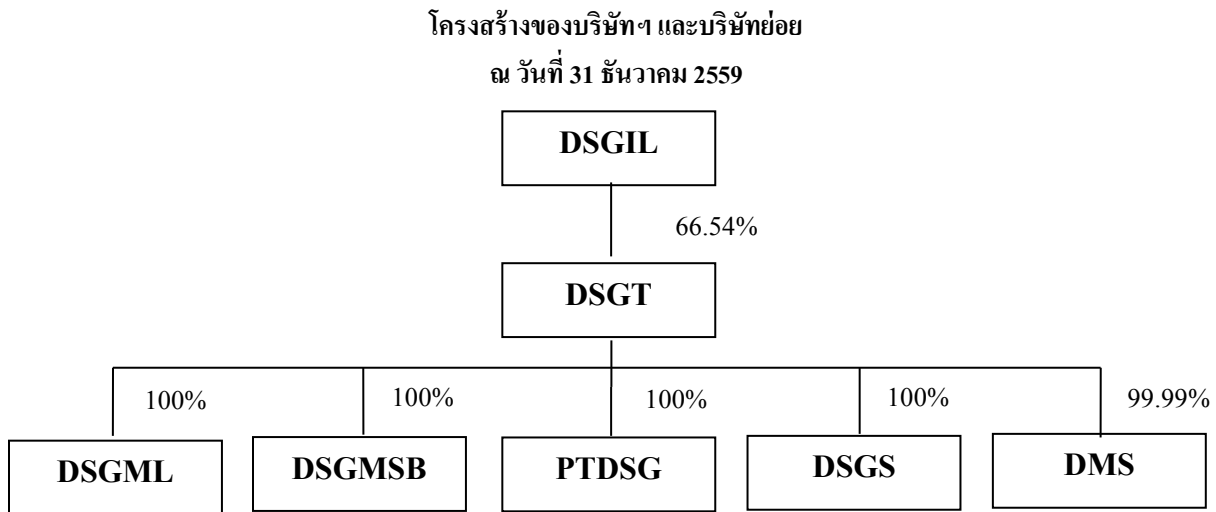 โครงสร้างของบริษัทฯ และบริษัทย่อย
ณ วันที่ 31 ธันวาคม 2559
DSGIL
66.54%
DSGT
100% 100% 100% 100% 99.99%
DSGML DSGMSB PTDSG DSGS DMS